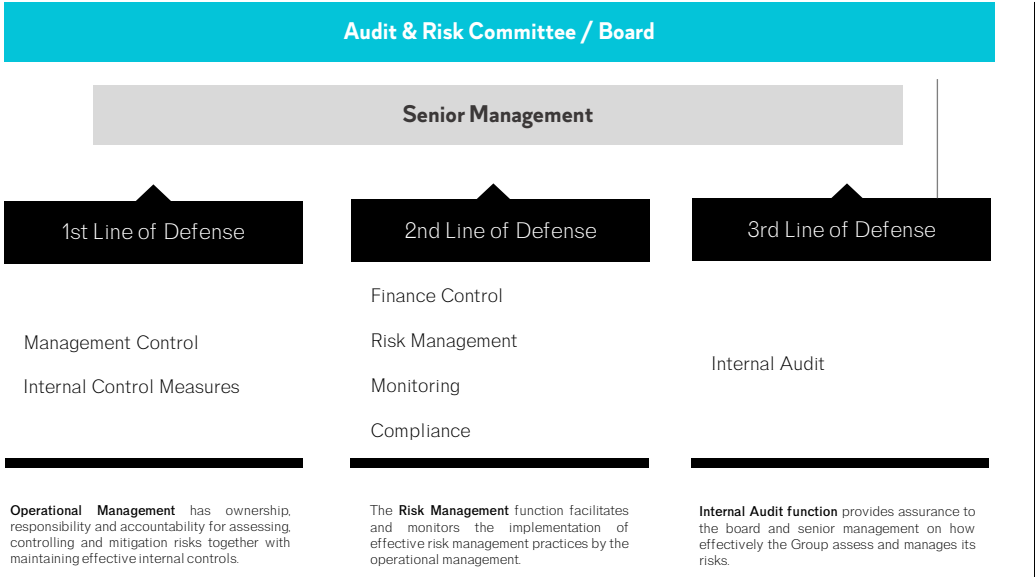 Audit & Risk Committee / Board
Senior Management
1st Line of Defense
2nd Line of Defense
3rd Line of Defense
Management Control
Internal Control Measures
Finance Control
Risk Management
Monitoring
Compliance
Internal Audit
Operational Management has ownership,
responsibility and accountability for assessing,
controlling and mitigation risks together with
maintaining effective internal controls.
The Risk Management function facilitates
and monitors the implementation of
effective risk management practices by the
operational management.
Internal Audit function provides assurance to
the board and senior management on how
effectively the Group assess and manages its
risks.